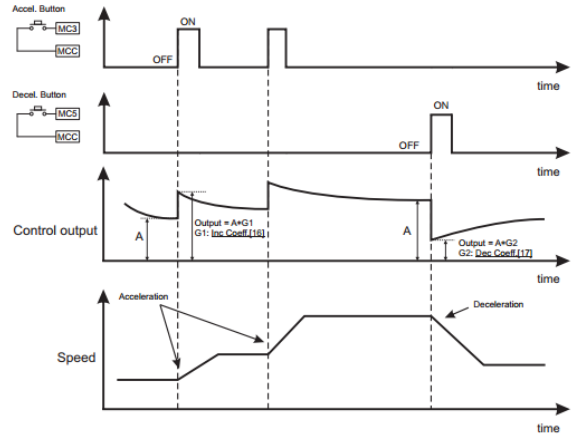 Accel. Button
MC3
MCC
ON
OFF
time
Decel. Button
MC5
MCC
ON
OFF
time
Control output
A
Output = A*G1
G1: Inc Coeff.[16]
A
Output = A*G2
G2: Dec Coeff.[17]
time
Acceleration
Deceleration
Speed
time